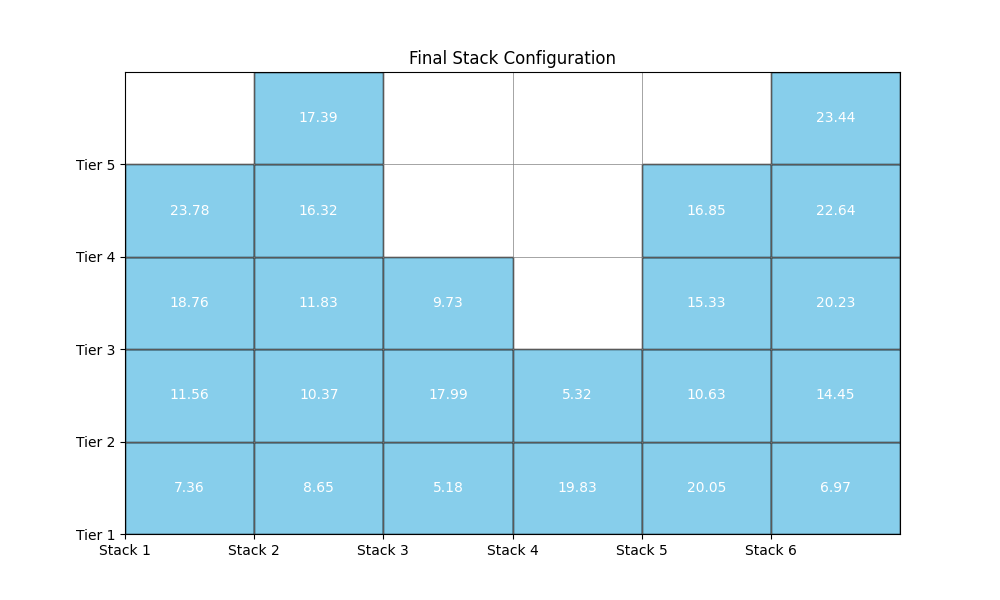 Final Stack Configuration
17.39 23.44
Tier 5
23.78 16.32 16.85 22.64
Tier 4
18.76 11.83 9.73 15.33 20.23
Tier 3
11.56 10.37 17.99 5.32 10.63 14.45
Tier 2
7.36 8.65 5.18 19.83 20.05 6.97
Tier 1
Stack 1 Stack 2 Stack 3 Stack 4 Stack 5 Stack 6